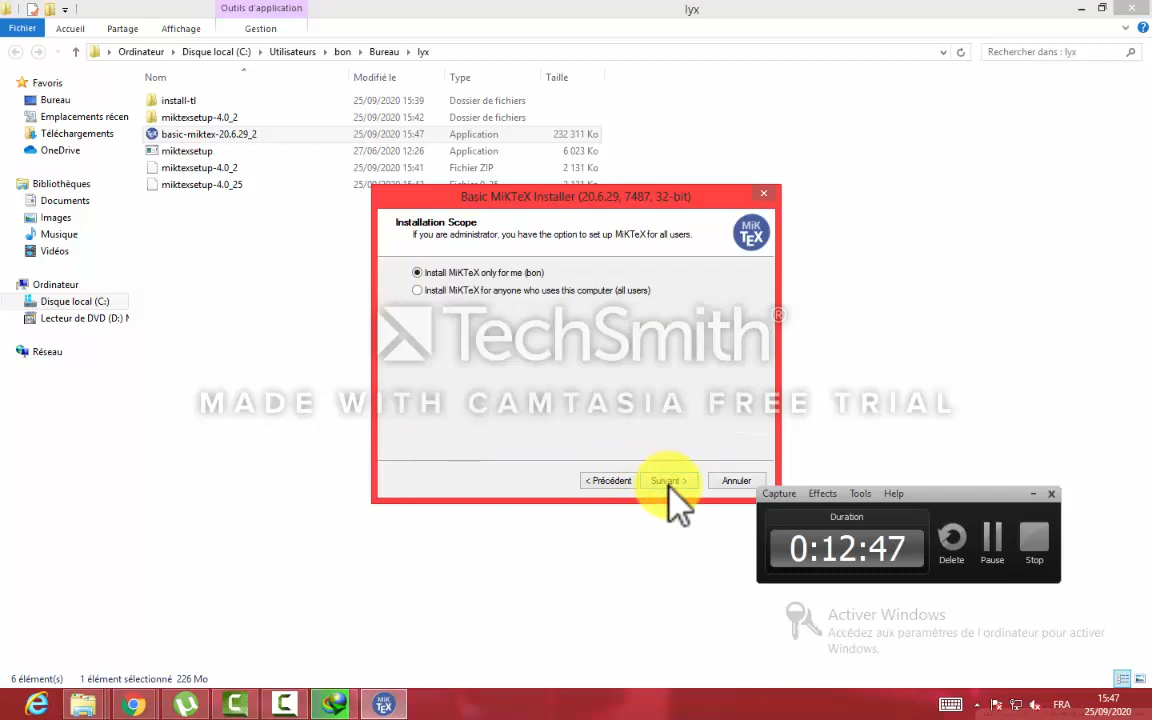 Outils d'application
lyx
Fichier
Accueil
Partage
Affichage
Gestion
Ordinateur
Disque local (C:)
Utilisateurs
bon
Bureau
lyx
Rechercher dans : lyx
Favoris
Bureau
Emplacements récen
Téléchargements
OneDrive
Bibliothèques
Documents
Images
Musique
Vidéos
Ordinateur
Disque local (C:)
Lecteur de DVD (D:) M
Réseau
Nom Modifié le Type Taille
install-tl 25/09/2020 15:39 Dossier de fichiers
miktexsetup-4.0_2 25/09/2020 15:42 Dossier de fichiers
basic-miktex-20.6.29_2 25/09/2020 15:47 Application 232 311 Ko
miktexsetup 27/06/2020 12:26 Application 6 023 Ko
miktexsetup-4.0_2 25/09/2020 15:41 Fichier ZIP 2 131 Ko
miktexsetup-4.0_25
Basic MiKTeX Installer (20.6.29, 7487, 32-bit)
Installation Scope
If you are administrator, you have the option to set up MiKTeX for all users.
MiK
TEX
Install MiKTeX only for me (bon)
Install MiKTeX for anyone who uses this computer (all users)
TechSmith®
MADE WITH CAMTASIA FREE TRIAL
< Précédent
Suivant >
Annuler
Capture Effects Tools Help
Duration
0:12:47
Delete
Pause
Stop
Activer Windows
Accédez aux paramètres de l'ordinateur pour activer
Windows.
6 élément(s) 1 élément sélectionné 226 Mo
MiK
TEX
FRA
15:47
25/09/2020